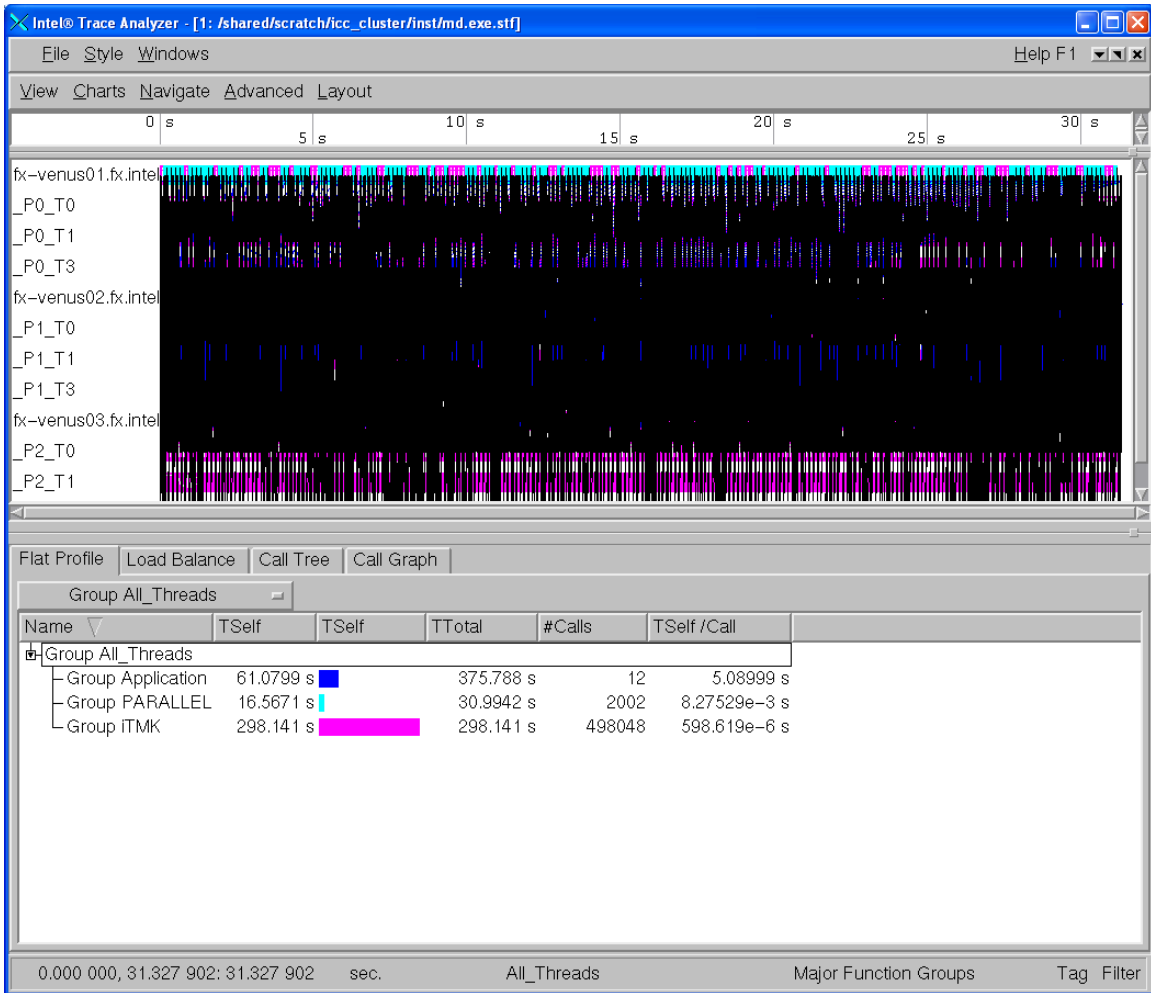 Intel® Trace Analyzer - [1: /shared/scratch/icc_cluster/inst/md.exe.stf]
File Style Windows Help F1
View Charts Navigate Advanced Layout
0 s 10 s 20 s 30 s
5 s 15 s 25 s
fx-venus01.fx.intel
_P0_T0
_P0_T1
_P0_T3
fx-venus02.fx.intel
_P1_T0
_P1_T1
_P1_T3
fx-venus03.fx.intel
_P2_T0
_P2_T1
Flat Profile Load Balance Call Tree Call Graph
Group All_Threads
Name TSelf TSelf TTotal #Calls TSelf /Call
Group All_Threads
Group Application 61.0799 s 375.788 s 12 5.08999 s
Group PARALLEL 16.5671 s 30.9942 s 2002 8.27529e-3 s
Group iTMK 298.141 s 298.141 s 498048 598.619e-6 s
0.000 000, 31.327 902: 31.327 902 sec. All_Threads Major Function Groups Tag Filter